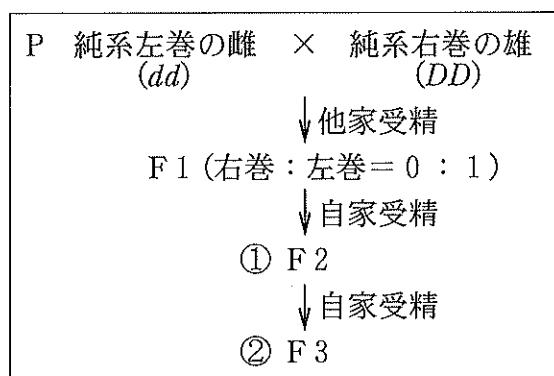 P 純系左巻の雌 × 純系右巻の雄
(dd) (DD)
↓他家受精
F1(右巻:左巻=0:1)
↓自家受精
① F2
↓自家受精
② F3